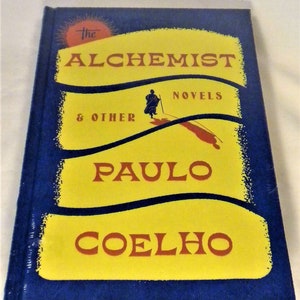 the
ALCHEMIST
NOVELS
& OTHER
PAULO
COELHO